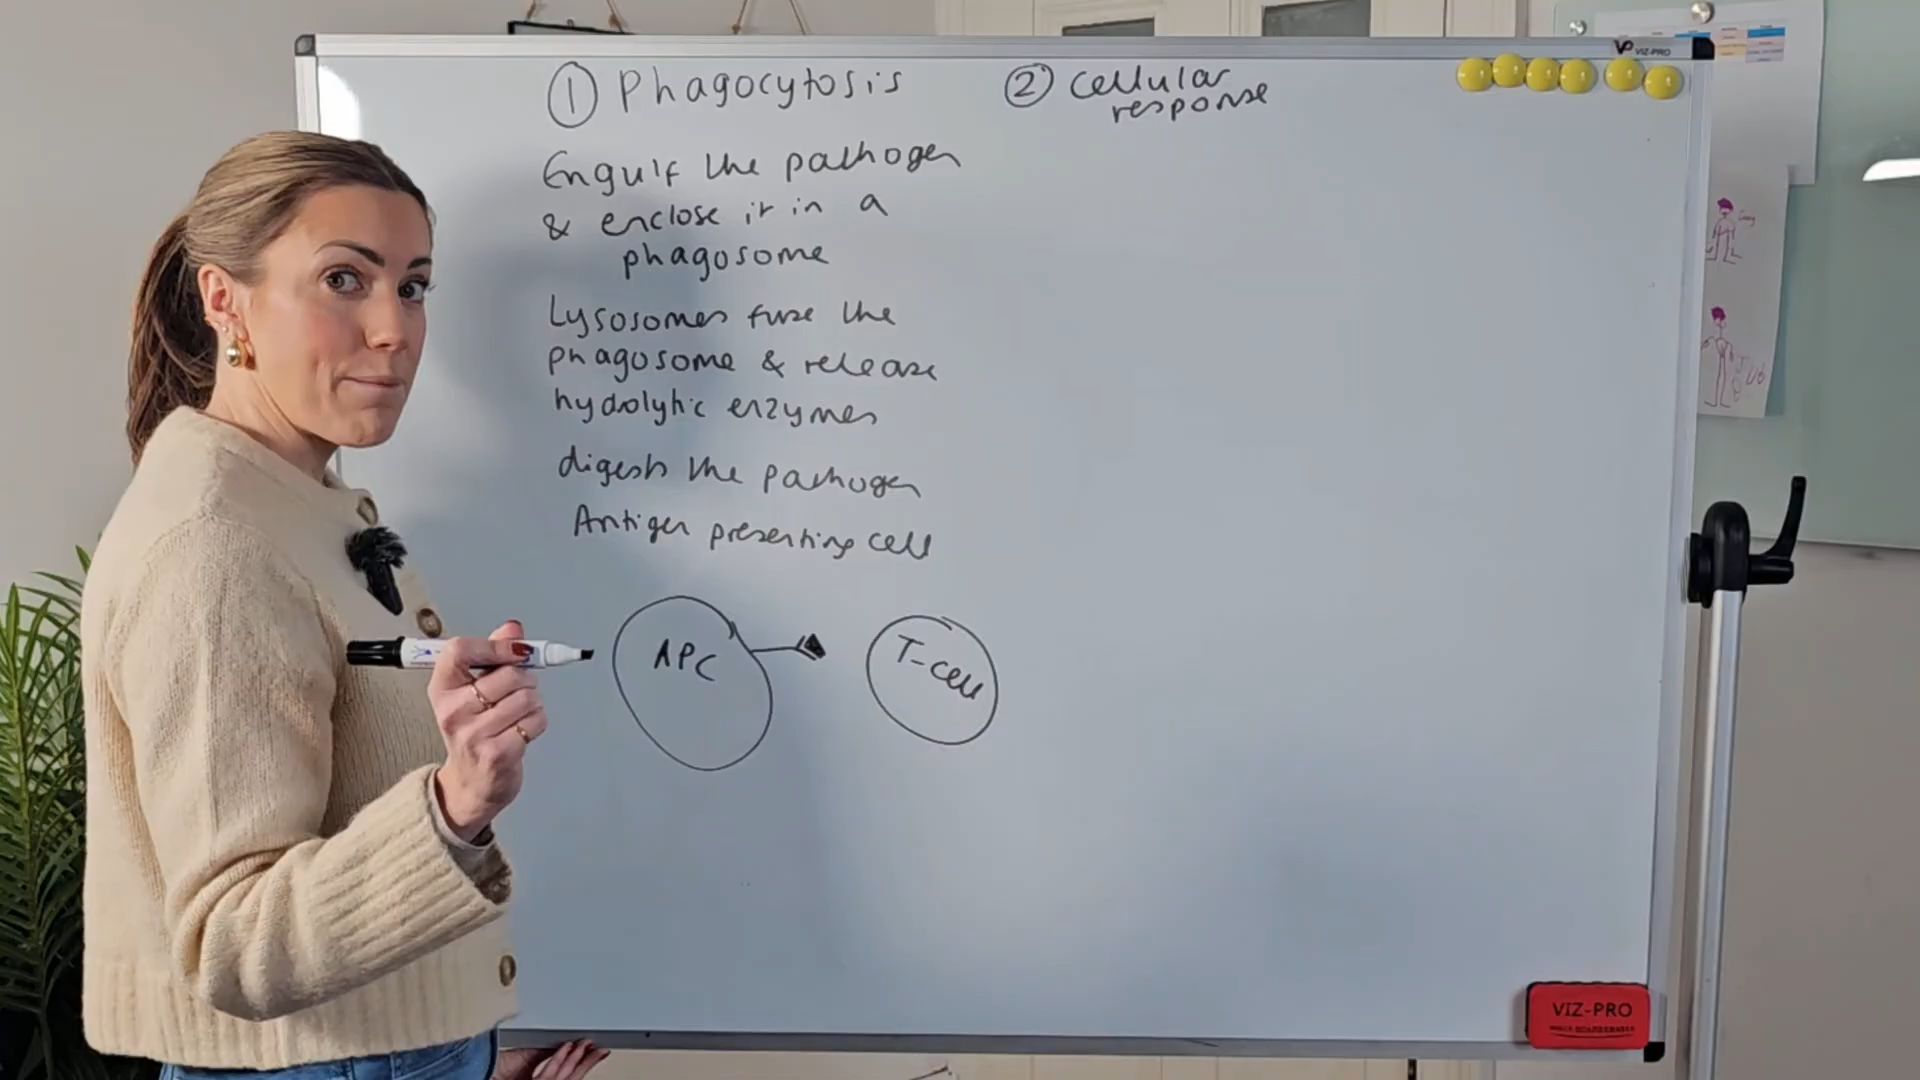 ① Phagocytosis
Engulf the pathogen
& enclose it in a
phagosome
Lysosomes fuse the
phagosome & release
hydrolytic enzymes
digests the pathogen
Antigen presenting cell
APC
T-cell
② cellular
response
VIZ-PRO
VIZ-PRO